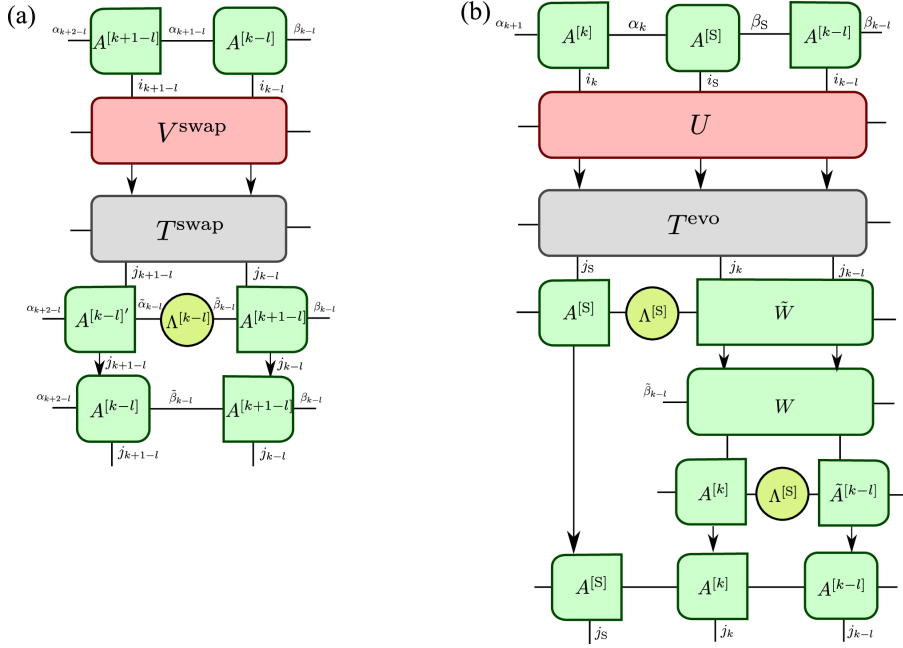 (a)
α_{k+2−l} A^{[k+1−l]} α_{k+1−l} A^{[k−l]} β_{k−l}
i_{k+1−l} i_{k−l}
V^{swap}
T^{swap}
j_{k+1−l} j_{k−l}
α_{k+2−l} A^{[k−l]′} α̃_{k−l} Λ^{[k−l]} β̃_{k−l} A^{[k+1−l]} β_{k−l}
j_{k+1−l} j_{k−l}
α_{k+2−l} A^{[k−l]} β̃_{k−l} A^{[k+1−l]} β_{k−l}
j_{k+1−l} j_{k−l}
(b)
α_{k+1} A^{[k]} α_k A^{[S]} β_S A^{[k−l]} β_{k−l}
i_k i_S i_{k−l}
U
T^{evo}
j_S j_k j_{k−l}
A^{[S]} Λ^{[S]} W̃
β̃_{k−l} W
A^{[k]} Λ^{[S]} Ã^{[k−l]}
A^{[S]} A^{[k]} A^{[k−l]}
j_S j_k j_{k−l}